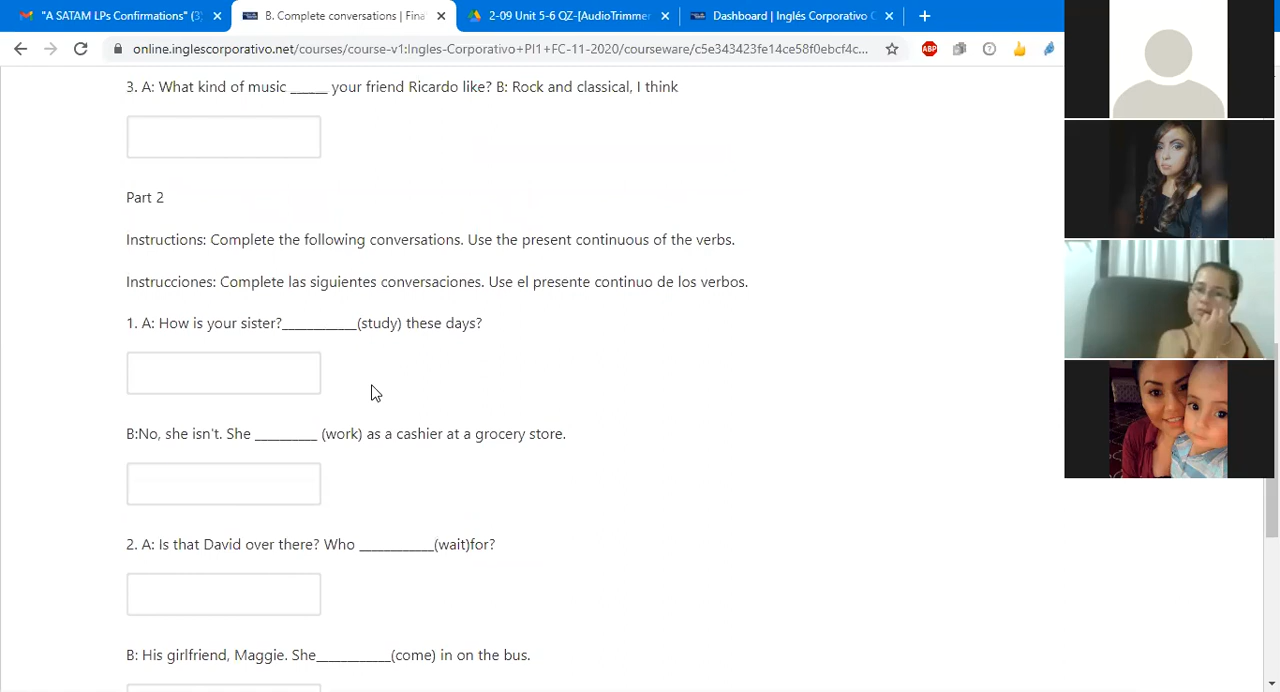 "A SATAM LPs Confirmations" (3)
B. Complete conversations | Fina
2-09 Unit 5-6 QZ-[AudioTrimmer
Dashboard | Inglés Corporativo O
online.inglescorporativo.net/courses/course-v1:Ingles-Corporativo+PI1+FC-11-2020/courseware/c5e343423fe14ce58f0ebcf4c...
ABP
3. A: What kind of music ______ your friend Ricardo like? B: Rock and classical, I think
Part 2
Instructions: Complete the following conversations. Use the present continuous of the verbs.
Instrucciones: Complete las siguientes conversaciones. Use el presente continuo de los verbos.
1. A: How is your sister?____________(study) these days?
B:No, she isn't. She __________ (work) as a cashier at a grocery store.
2. A: Is that David over there? Who ____________(wait)for?
B: His girlfriend, Maggie. She____________(come) in on the bus.